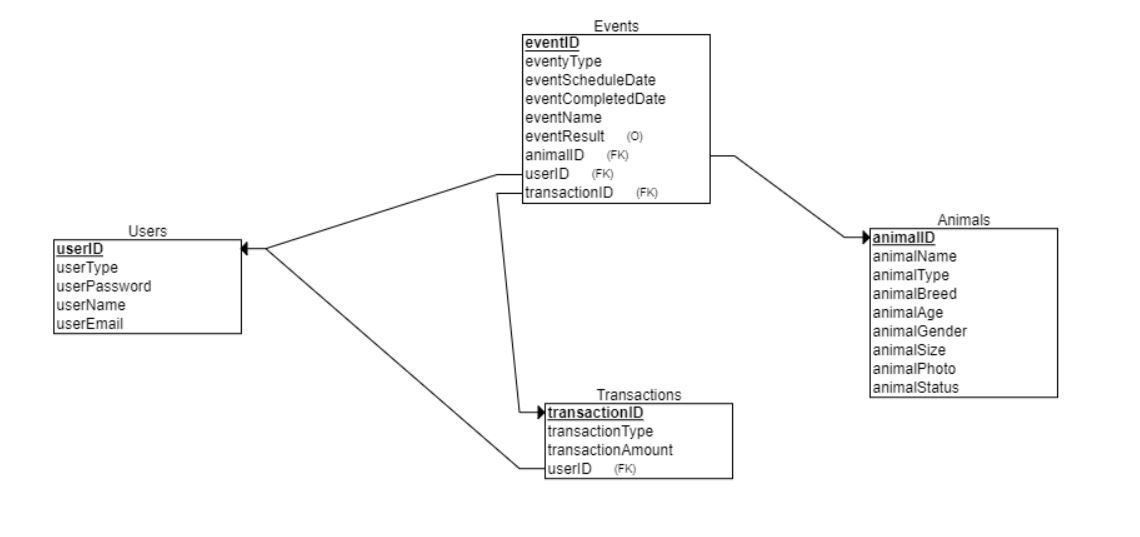 Events
eventID
eventyType
eventScheduleDate
eventCompletedDate
eventName
eventResult (O)
animalID (FK)
userID (FK)
transactionID (FK)
Users
userID
userType
userPassword
userName
userEmail
Animals
animalID
animalName
animalType
animalBreed
animalAge
animalGender
animalSize
animalPhoto
animalStatus
Transactions
transactionID
transactionType
transactionAmount
userID (FK)